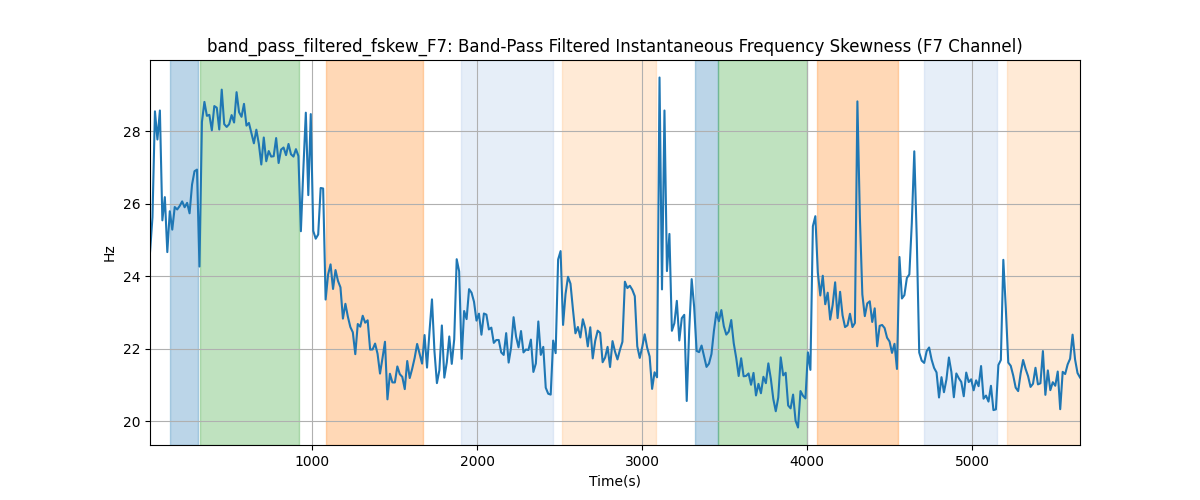 band_pass_filtered_fskew_F7: Band-Pass Filtered Instantaneous Frequency Skewness (F7 Channel)
Hz
28
26
24
22
20
1000 2000 3000 4000 5000
Time(s)